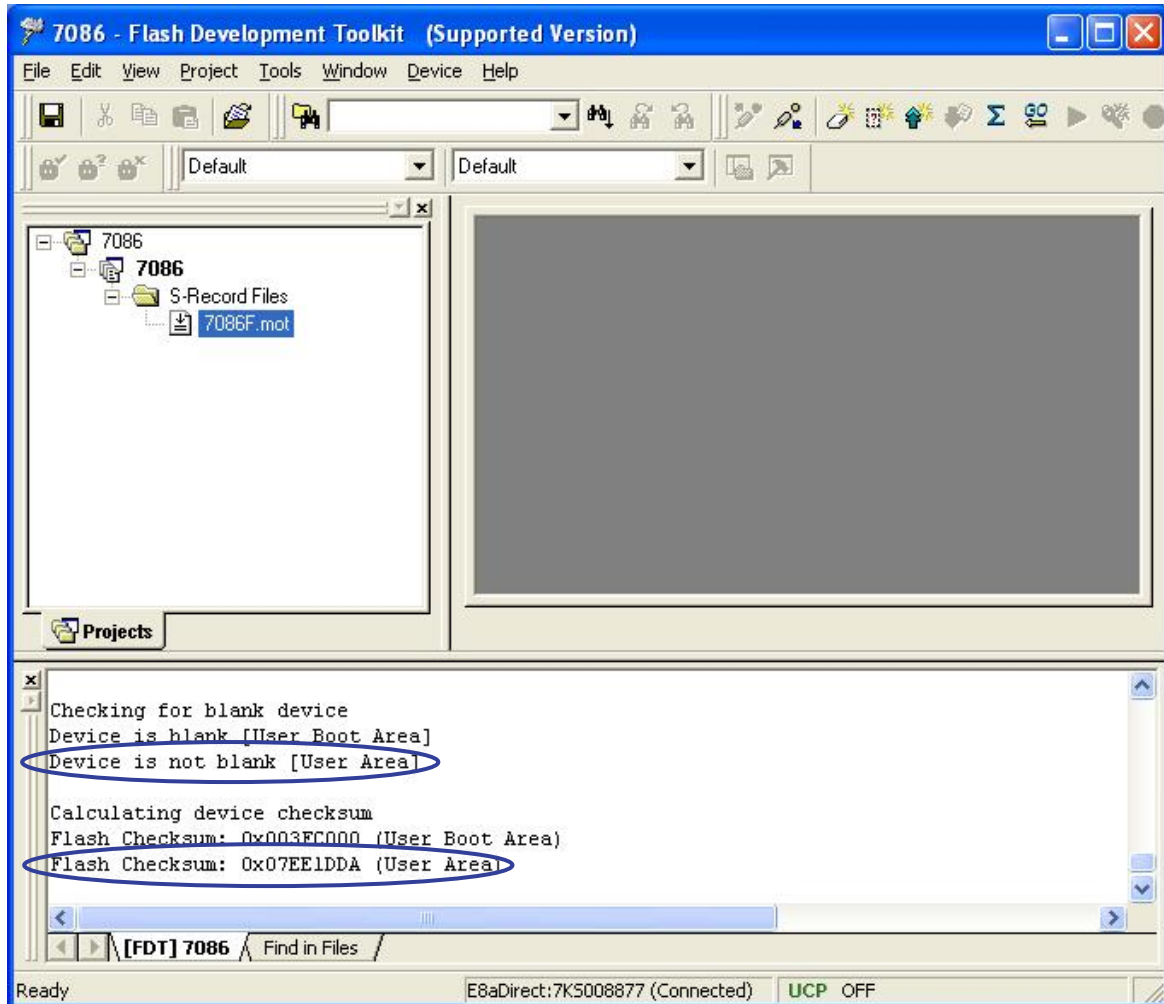 7086 - Flash Development Toolkit (Supported Version)
File Edit View Project Tools Window Device Help
Default Default
7086
7086
S-Record Files
7086F.mot
Projects
Checking for blank device
Device is blank [User Boot Area]
Device is not blank [User Area]
Calculating device checksum
Flash Checksum: 0x003FC000 (User Boot Area)
Flash Checksum: 0x07EE1DDA (User Area)
[FDT] 7086 Find in Files
Ready E8aDirect:7KS008877 (Connected) UCP OFF